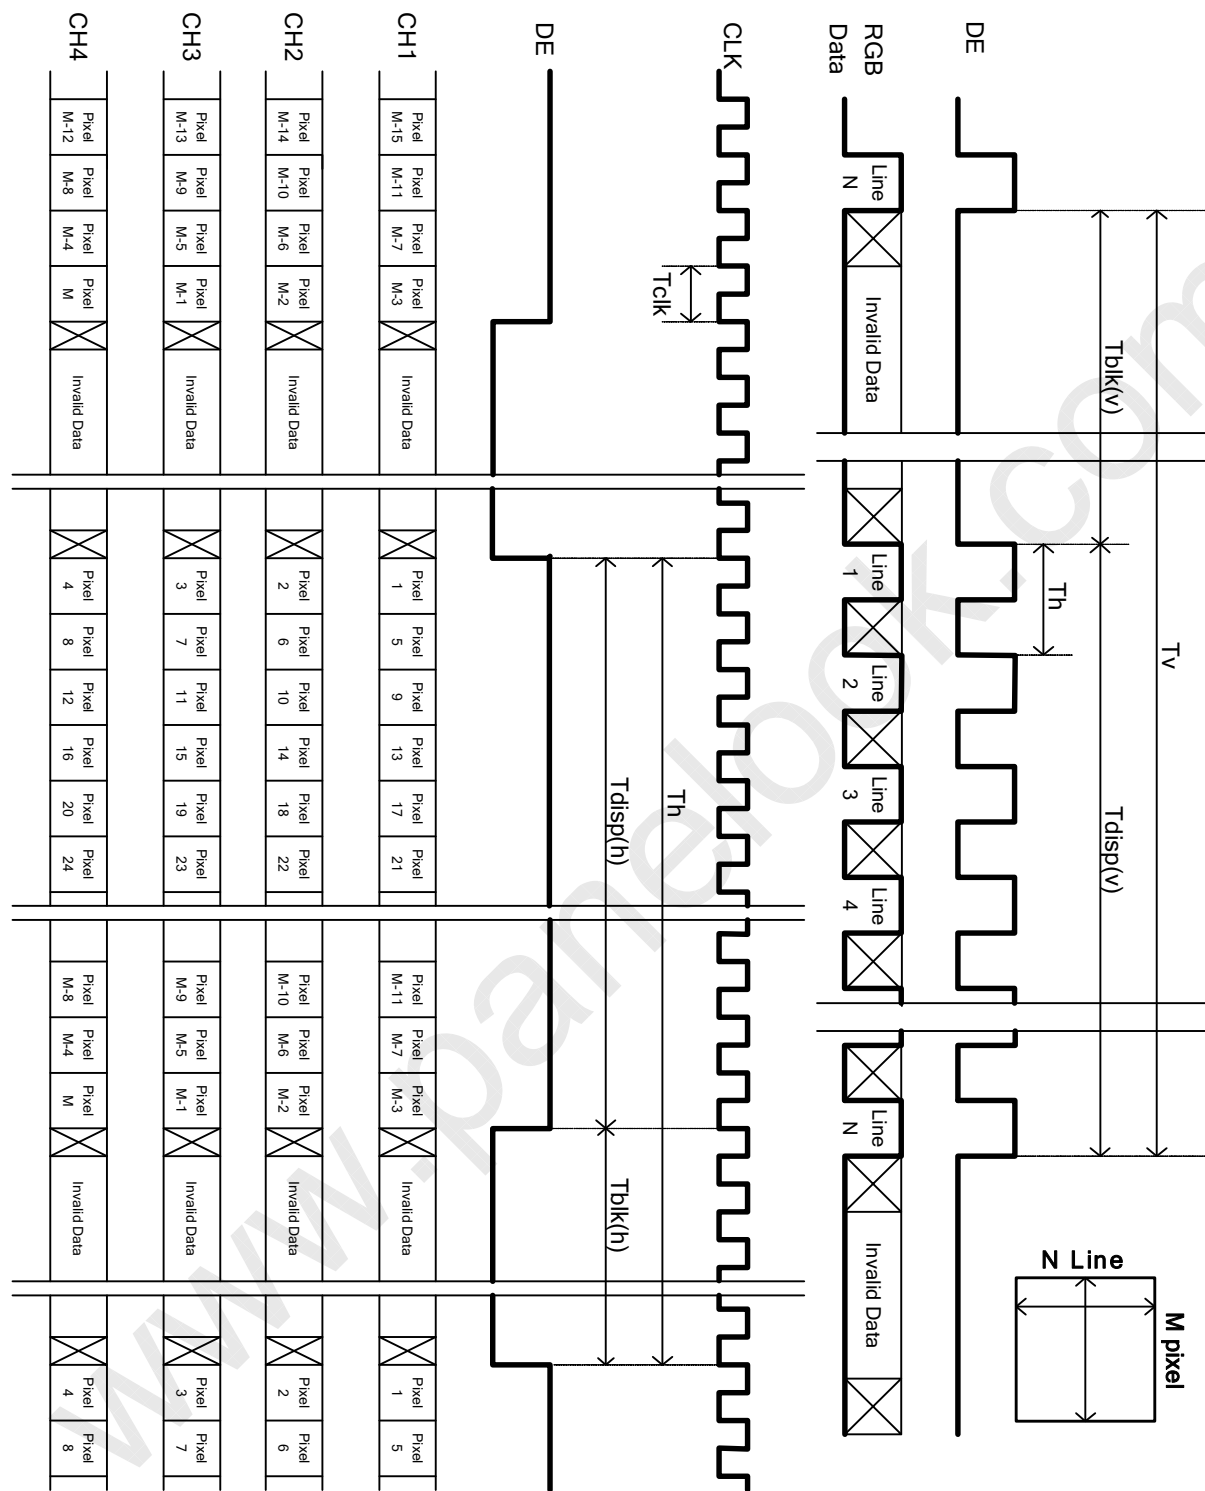 DE
Tv
Tblk(v)
Tdisp(v)
Th
RGB
Data
Line
N
Invalid Data
Line
1
Line
2
Line
3
Line
4
Line
N
Invalid Data
N Line
M pixel
CLK
Tclk
Th
Tdisp(h)
Tblk(h)
DE
CH1
Pixel
M-15
Pixel
M-11
Pixel
M-7
Pixel
M-3
Invalid Data
Pixel
1
Pixel
5
Pixel
9
Pixel
13
Pixel
17
Pixel
21
Pixel
M-11
Pixel
M-7
Pixel
M-3
Invalid Data
Pixel
1
Pixel
5
CH2
Pixel
M-14
Pixel
M-10
Pixel
M-6
Pixel
M-2
Invalid Data
Pixel
2
Pixel
6
Pixel
10
Pixel
14
Pixel
18
Pixel
22
Pixel
M-10
Pixel
M-6
Pixel
M-2
Invalid Data
Pixel
2
Pixel
6
CH3
Pixel
M-13
Pixel
M-9
Pixel
M-5
Pixel
M-1
Invalid Data
Pixel
3
Pixel
7
Pixel
11
Pixel
15
Pixel
19
Pixel
23
Pixel
M-9
Pixel
M-5
Pixel
M-1
Invalid Data
Pixel
3
Pixel
7
CH4
Pixel
M-12
Pixel
M-8
Pixel
M-4
Pixel
M
Invalid Data
Pixel
4
Pixel
8
Pixel
12
Pixel
16
Pixel
20
Pixel
24
Pixel
M-8
Pixel
M-4
Pixel
M
Invalid Data
Pixel
4
Pixel
8
www.panelook.com